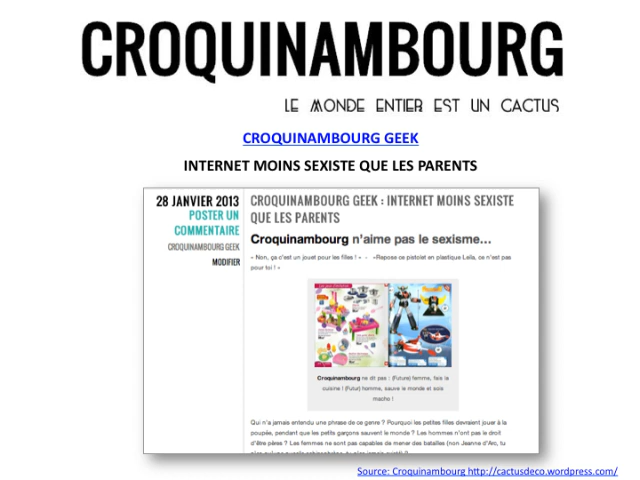 CROQUINAMBOURG
LE MONDE ENTIER EST UN CACTUS
CROQUINAMBOURG GEEK
INTERNET MOINS SEXISTE QUE LES PARENTS
28 JANVIER 2013
POSTER UN
COMMENTAIRE
CROQUINAMBOURG GEEK
MODIFIER
CROQUINAMBOURG GEEK : INTERNET MOINS SEXISTE
QUE LES PARENTS
Croquinambourg n'aime pas le sexisme...
« Non, ça c'est un jouet pour les filles ! » - «Repose ce pistolet en plastique Leila, ce n'est pas
pour toi ! »
Croquinambourg ne dit pas : (Future) femme, fais la
cuisine ! (Futur) homme, sauve le monde et sois
macho !
Qui n'a jamais entendu une phrase de ce genre ? Pourquoi les petites filles devraient jouer à la
poupée, pendant que les petits garçons sauvent le monde ? Les hommes n'ont pas le droit
d'être pères ? Les femmes ne sont pas capables de mener des batailles (non Jeanne d'Arc, tu
Source: Croquinambourg http://cactusdeco.wordpress.com/